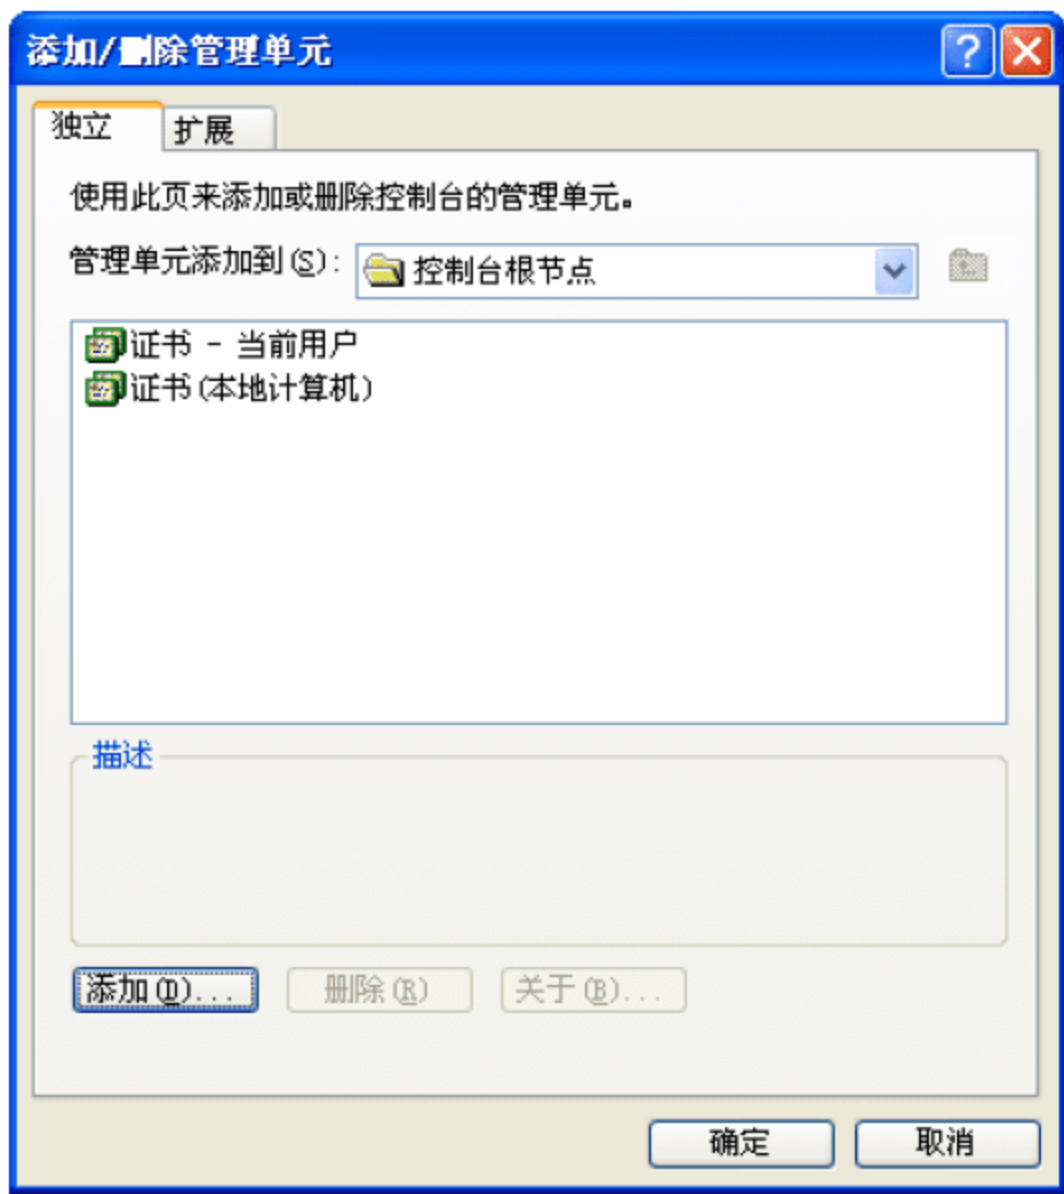 添加/删除管理单元
独立
扩展
使用此页来添加或删除控制台的管理单元。
管理单元添加到(S):
控制台根节点
证书 - 当前用户
证书(本地计算机)
描述
添加(D)...
删除(R)
关于(B)...
确定
取消